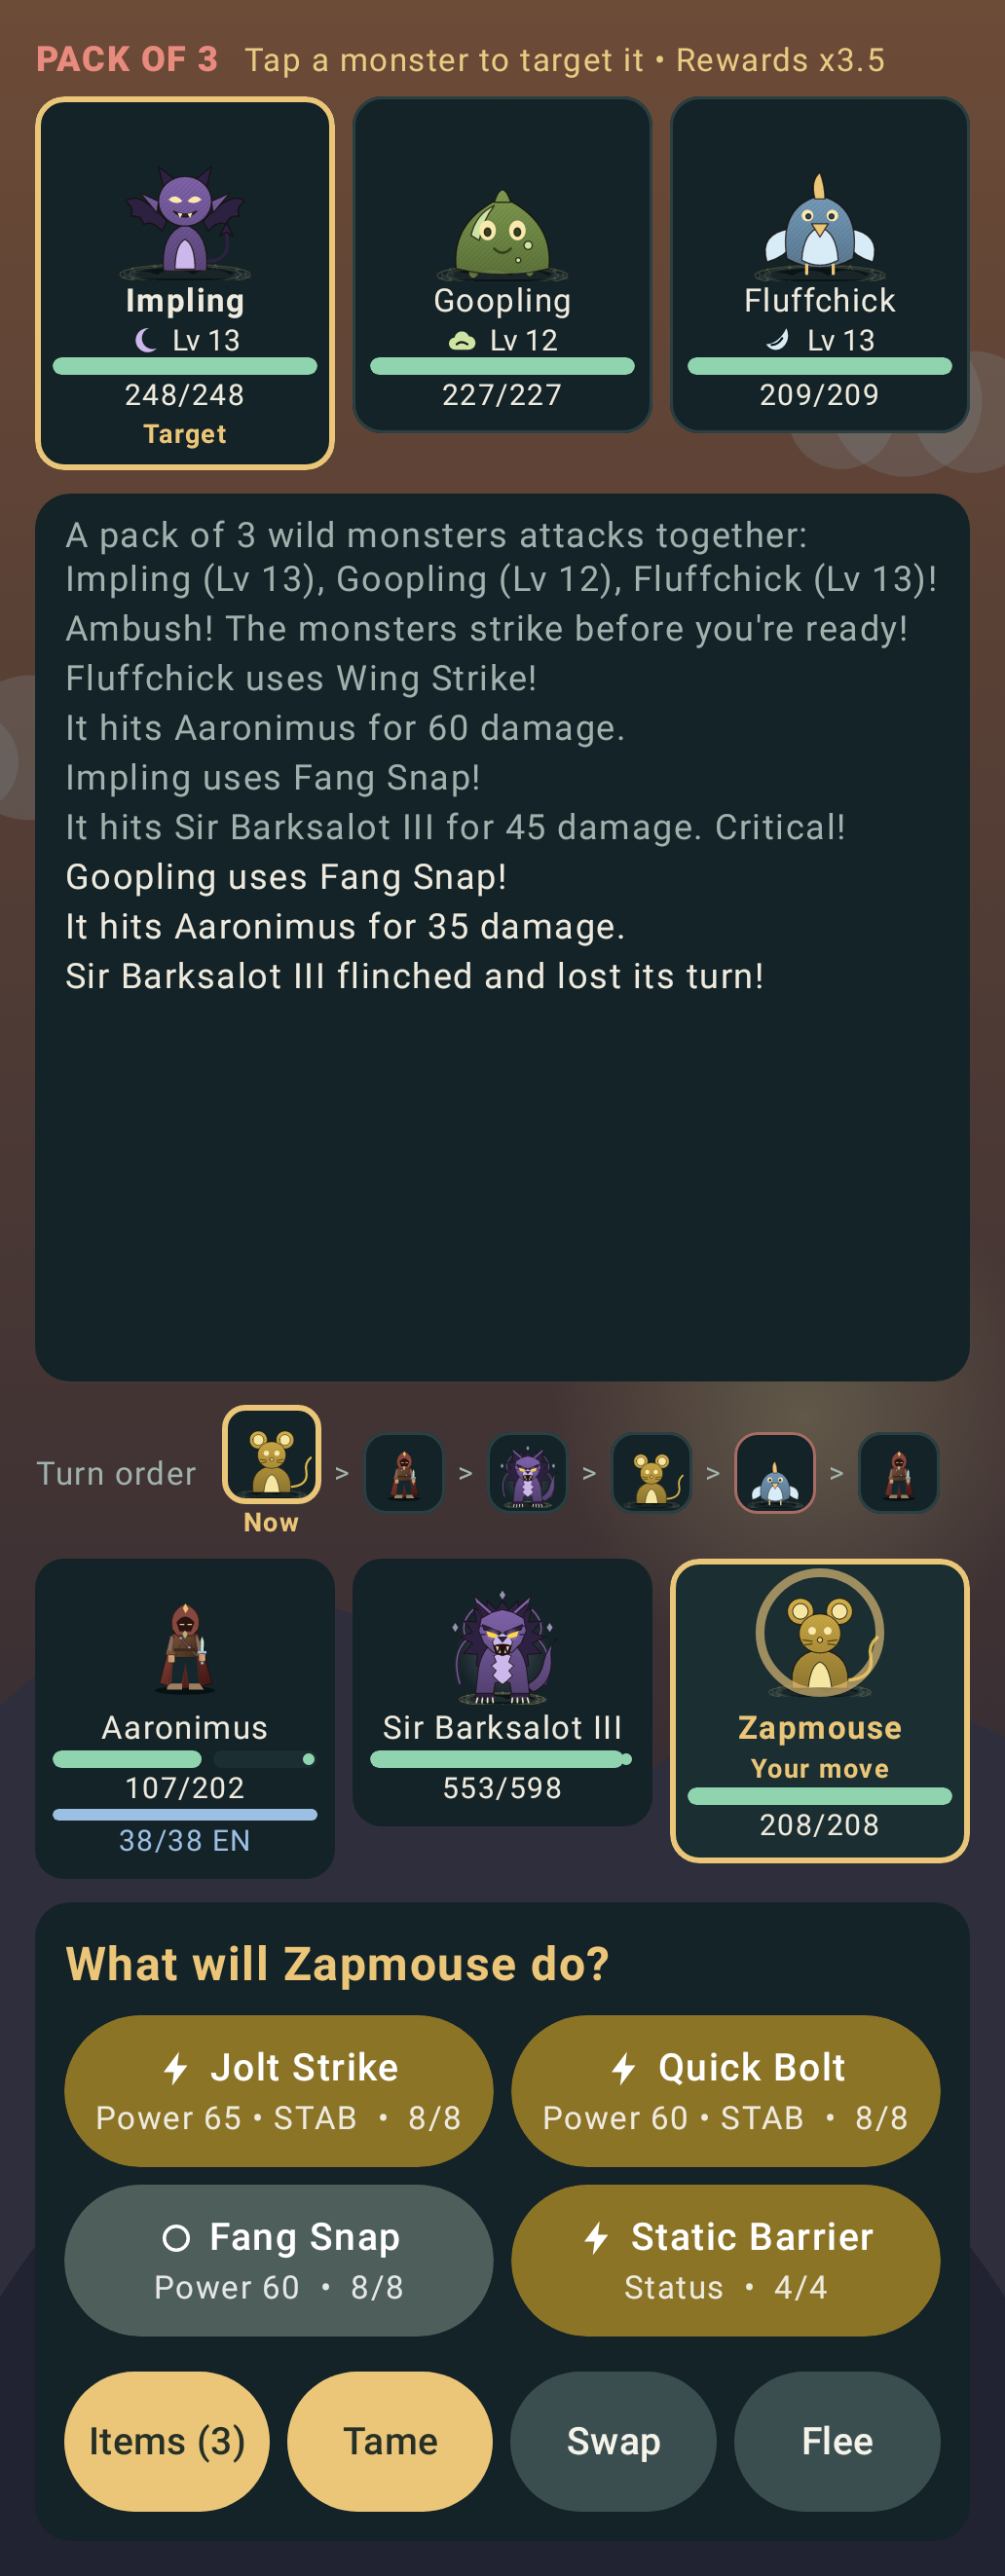 PACK OF 3 Tap a monster to target it • Rewards x3.5
Impling
Lv 13
248/248
Target
Goopling
Lv 12
227/227
Fluffchick
Lv 13
209/209
A pack of 3 wild monsters attacks together:
Impling (Lv 13), Goopling (Lv 12), Fluffchick (Lv 13)!
Ambush! The monsters strike before you're ready!
Fluffchick uses Wing Strike!
It hits Aaronimus for 60 damage.
Impling uses Fang Snap!
It hits Sir Barksalot III for 45 damage. Critical!
Goopling uses Fang Snap!
It hits Aaronimus for 35 damage.
Sir Barksalot III flinched and lost its turn!
Turn order > > > > >
Now
Aaronimus
107/202
38/38 EN
Sir Barksalot III
553/598
Zapmouse
Your move
208/208
What will Zapmouse do?
Jolt Strike
Power 65 • STAB • 8/8
Quick Bolt
Power 60 • STAB • 8/8
Fang Snap
Power 60 • 8/8
Static Barrier
Status • 4/4
Items (3)
Tame
Swap
Flee